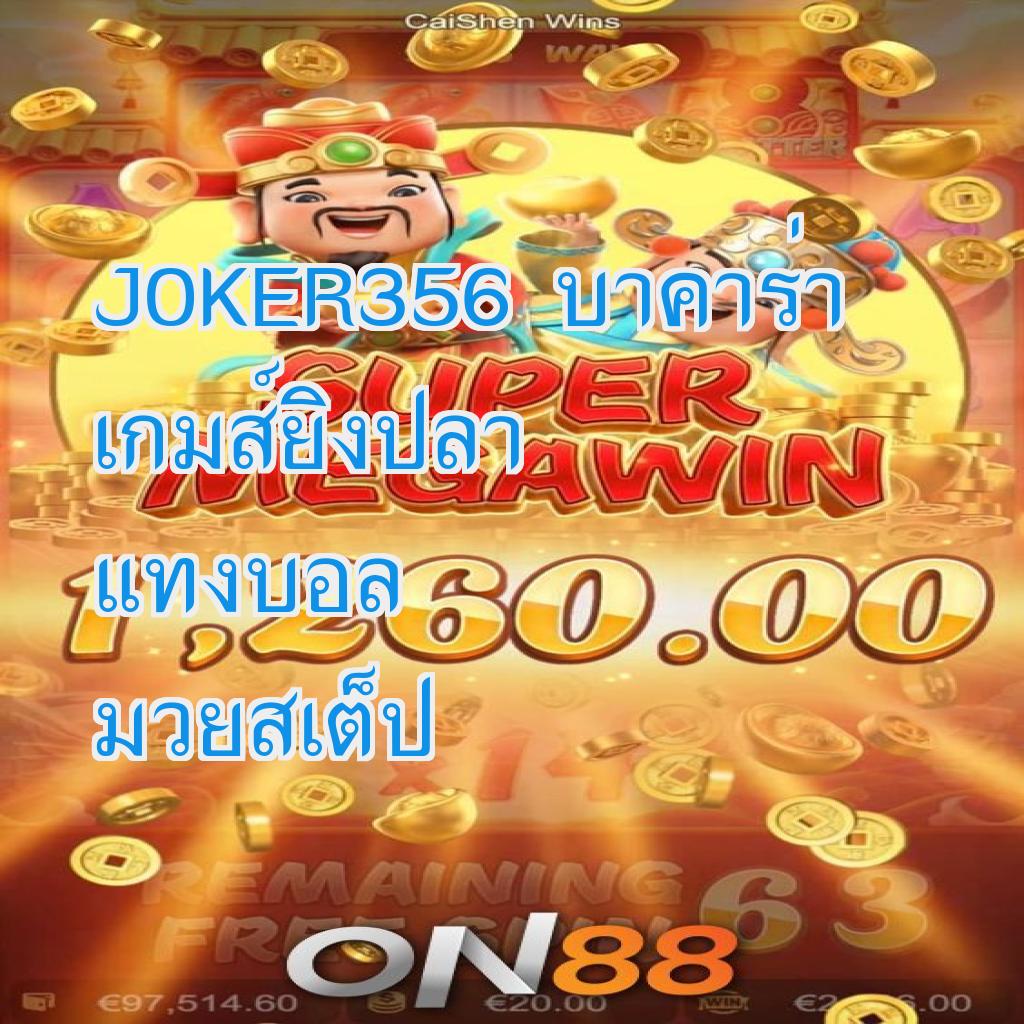 CaiShen Wins
JOKER356 บาคาร่า
เกมส์ยิงปลา
SUPER
MEGAWIN
แทงบอล
1,260.00
มวยสเต็ป
REMAINING
FREE SPIN 63
ON88
€97,514.60 €20.00